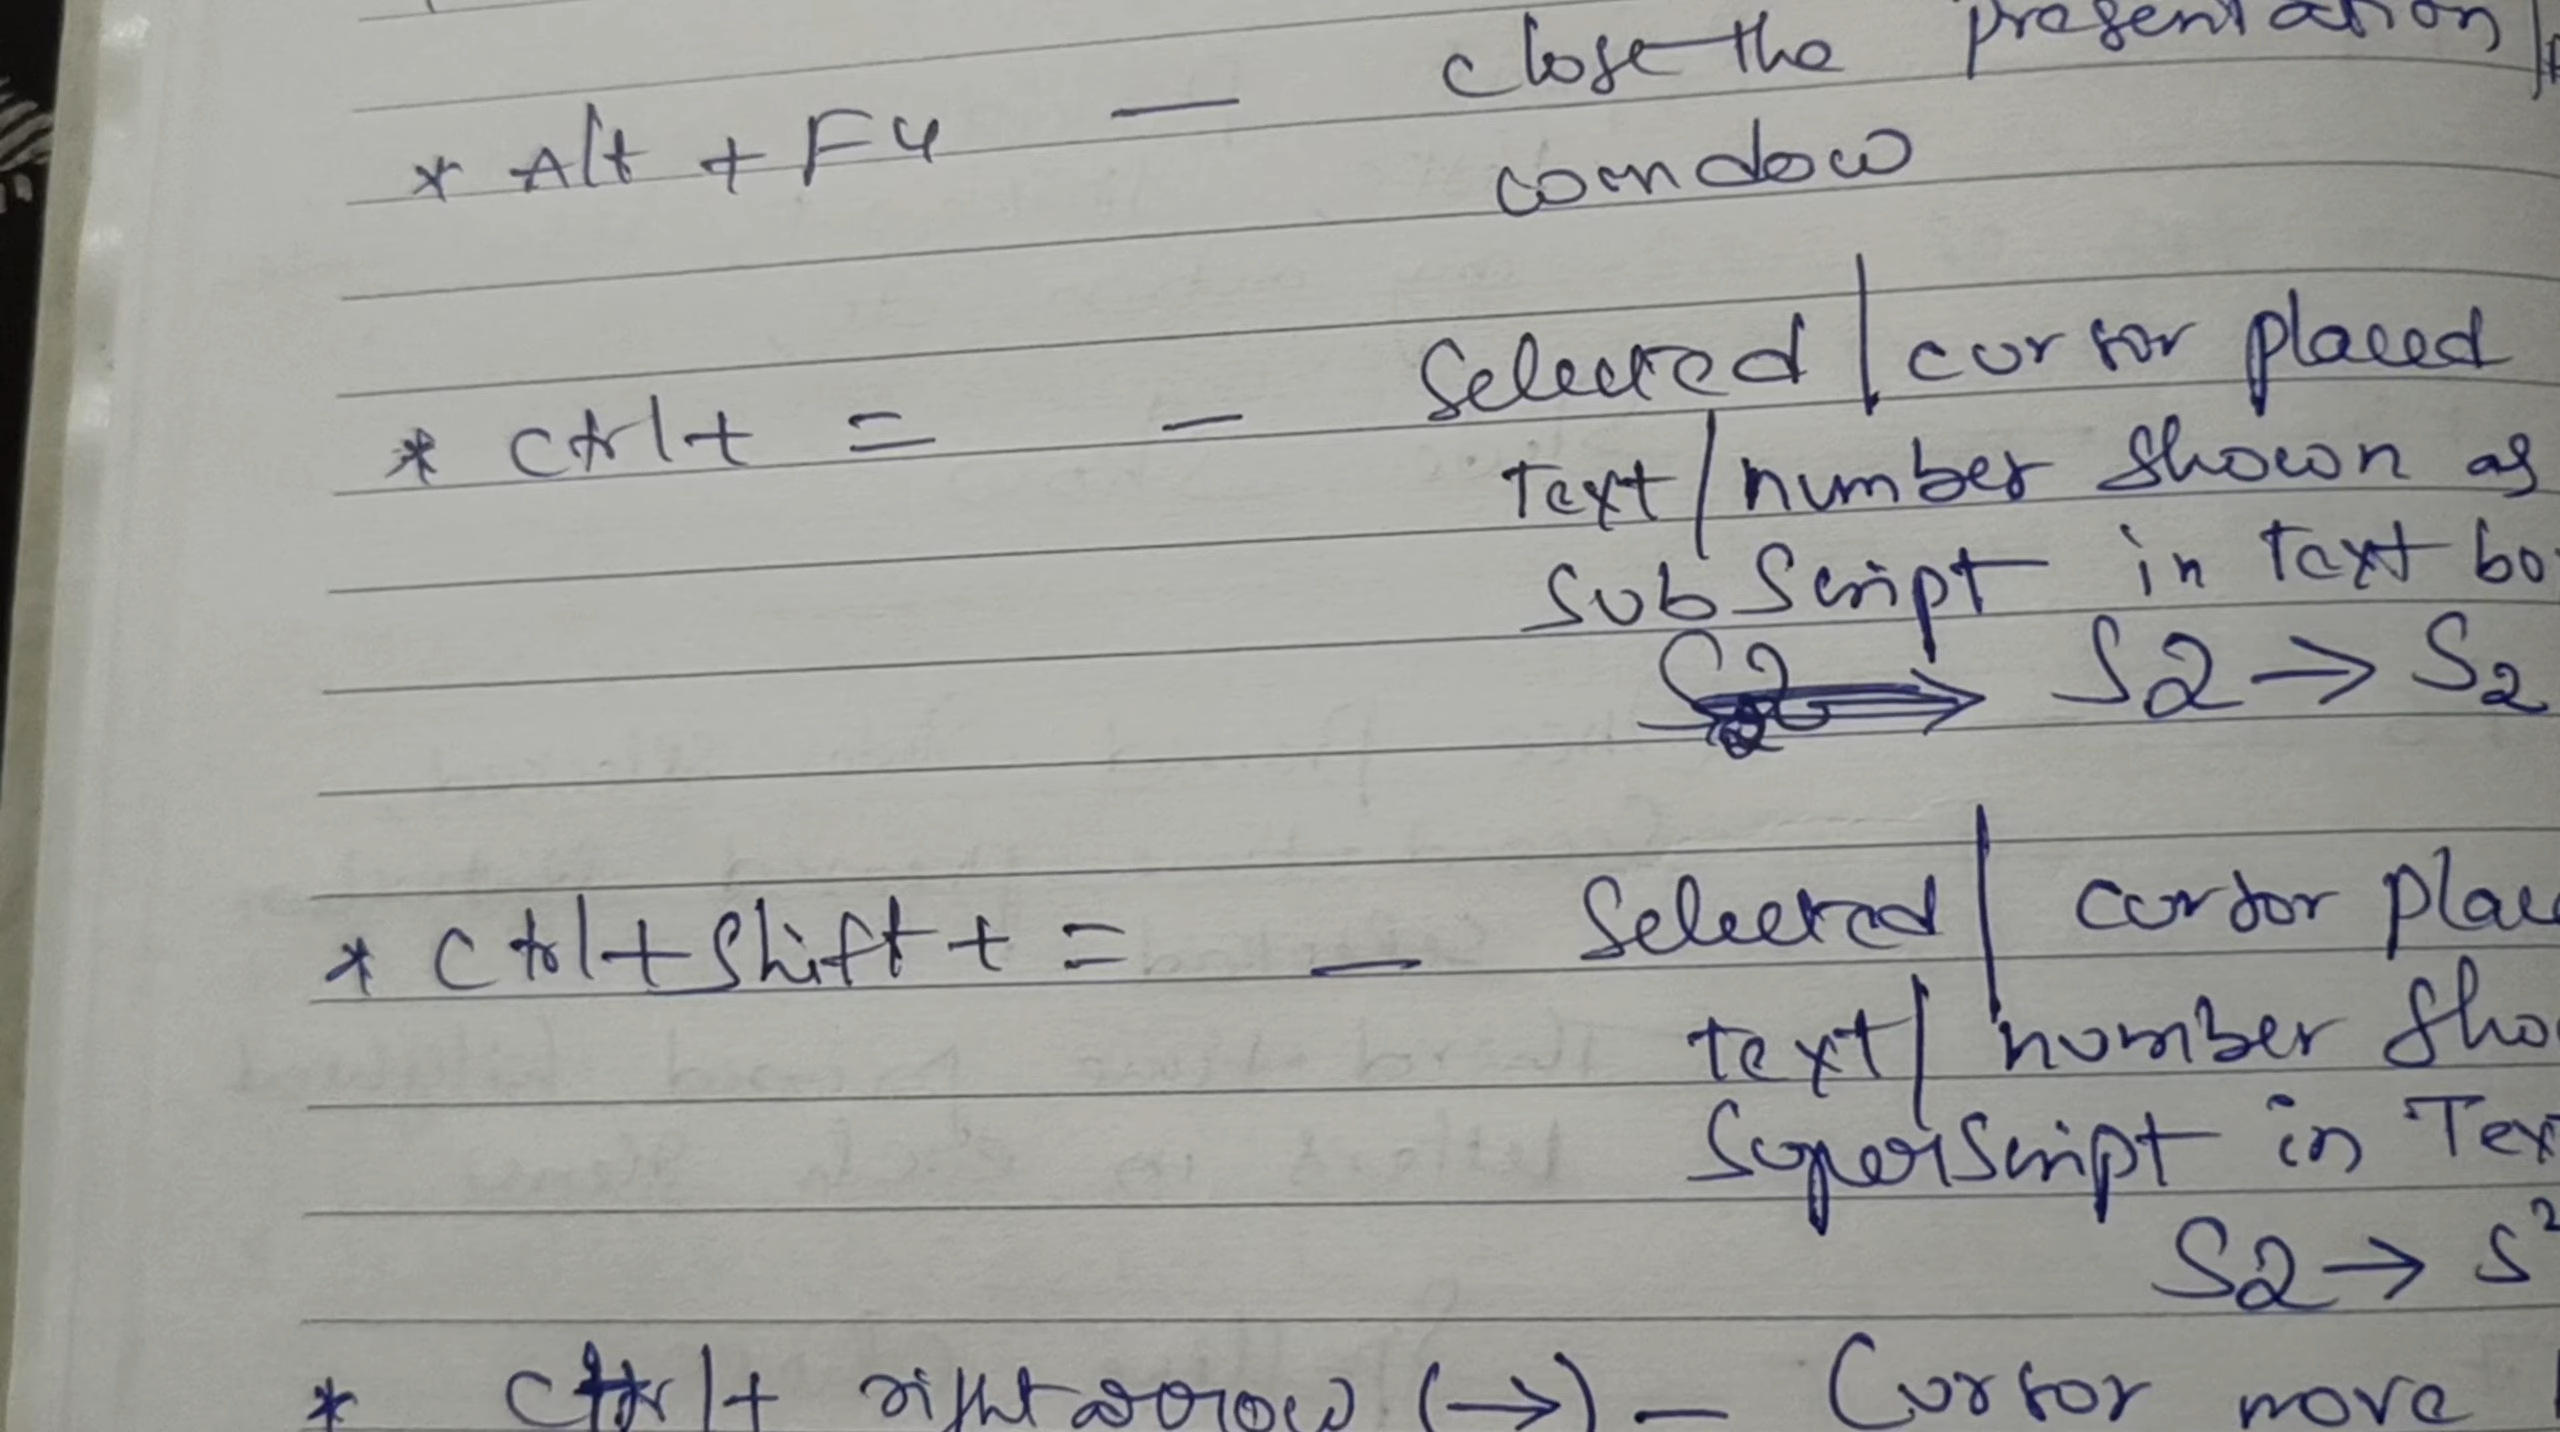 close the presentation
* Alt + F4 —
window
Selected / cursor placed
* ctrl + = —
text / number shown as
SubScript in text bo
S2 → S₂
* Ctrl + Shift + = — Selected / cursor place
text / number sho
SuperScript in Tex
S2 → S²
* Ctrl + right arrow (→) — Cursor move